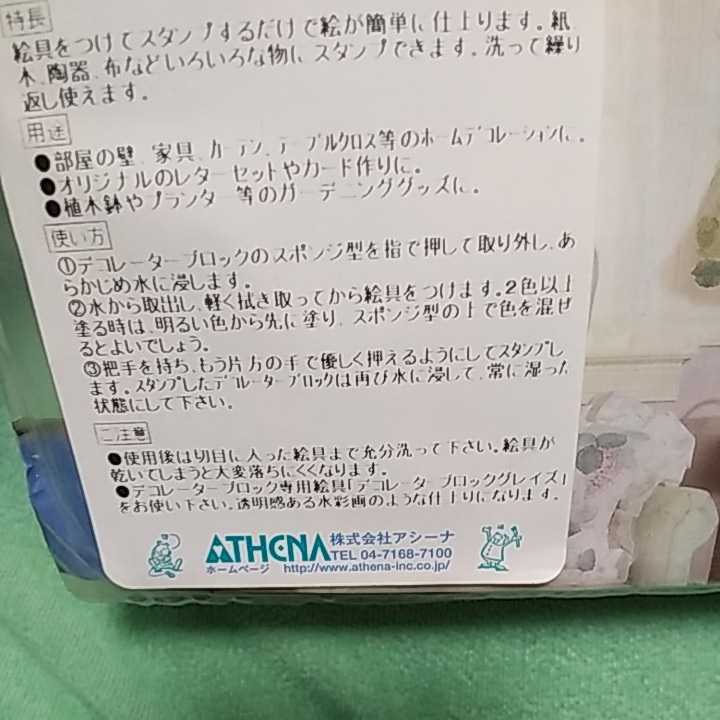 特長
絵具をつけてスタンプするだけで絵が簡単に仕上ります。紙、
木、陶器、布などいろいろな物にスタンプできます。洗って繰り
返し使えます。
用途
●部屋の壁、家具、カーテン、テーブルクロス等のホームデコレーションに。
●オリジナルのレターセットやカード作りに。
●植木鉢やプランター等のガーデニンググッズに。
使い方
①デコレーターブロックのスポンジ型を指で押して取り外し、あ
らかじめ水に浸します。
②水から取出し、軽く拭き取ってから絵具をつけます。2色以上
塗る時は、明るい色から先に塗り、スポンジ型の上で色を混ぜ
るとよいでしょう。
③把手を持ち、もう片方の手で優しく押えるようにしてスタンプし
ます。スタンプしたデコレーターブロックは再び水に浸して、常に湿った
状態にして下さい。
ご注意
●使用後は切目に入った絵具まで充分洗って下さい。絵具が
乾いてしまうと大変落ちにくくなります。
●デコレーターブロック専用絵具「デコレーターブロックグレイズ」
をお使い下さい。透明感ある水彩画のような仕上りになります。
ATHENA 株式会社アシーナ
TEL 04-7168-7100
ホームページ http://www.athena-inc.co.jp/